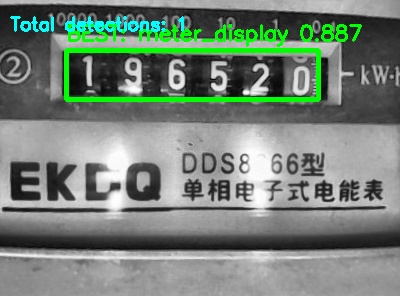 Total detections: 1
BEST: meter_display 0.887
② 196520 kW·h
EKDQ DDS8 66型
单相电子式电能表